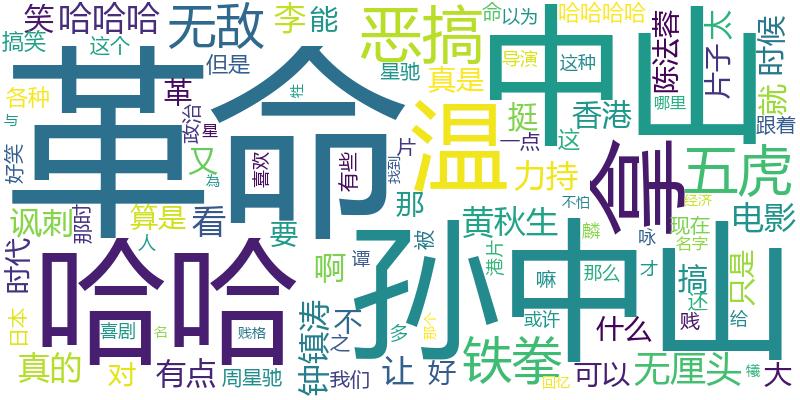 笑
哈哈哈
无敌
李
能
恶搞
中山
命
以为
哈哈哈哈
太
时候
搞笑
这个
但是
星驰
真是
导演
这种
陈法蓉
片子
各种
革
革命
温
挺
香港
哪里
就
政治
星
牲
一点
这
跟着
与
好笑
又
為
喜欢
有些
片
找到
力持
拿
五虎
讽刺
那时
算是
看
要
那
黄秋生
不怕
经济
电影
人
哈哈
孙中山
啊
谭
被
港片
嘛
那么
麟
咏
现在
名字
才
搞
还
只是
时代
日本
喜剧
名
贱格
钟镇涛
不
之
多
那个
铁拳
或许
什么
贱
给
真的
对
有点
周星驰
我们
让
好
回忆
可以
无厘头
犧
大